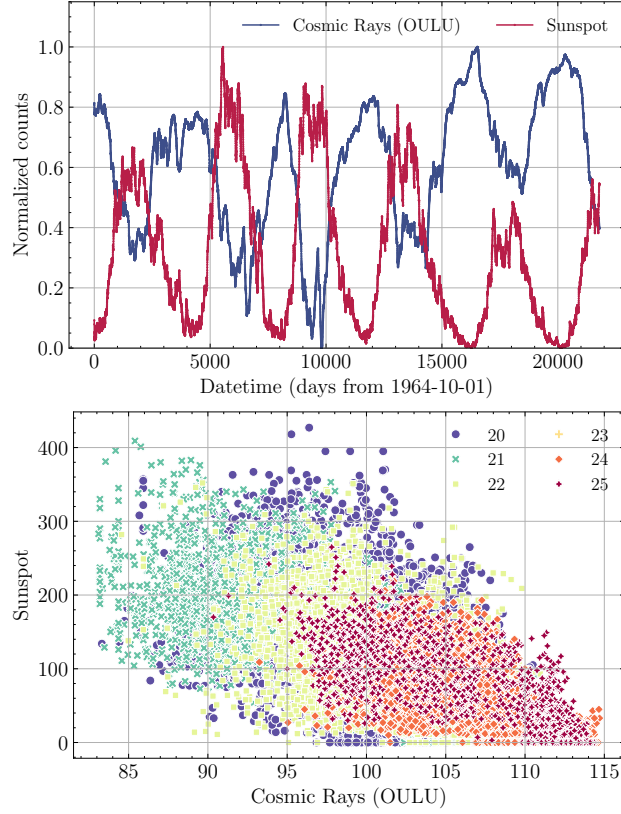 Cosmic Rays (OULU) Sunspot
Normalized counts
1.0
0.8
0.6
0.4
0.2
0.0
0 5000 10000 15000 20000
Datetime (days from 1964-10-01)
20 23
21 24
22 25
Sunspot
400
300
200
100
0
85 90 95 100 105 110 115
Cosmic Rays (OULU)